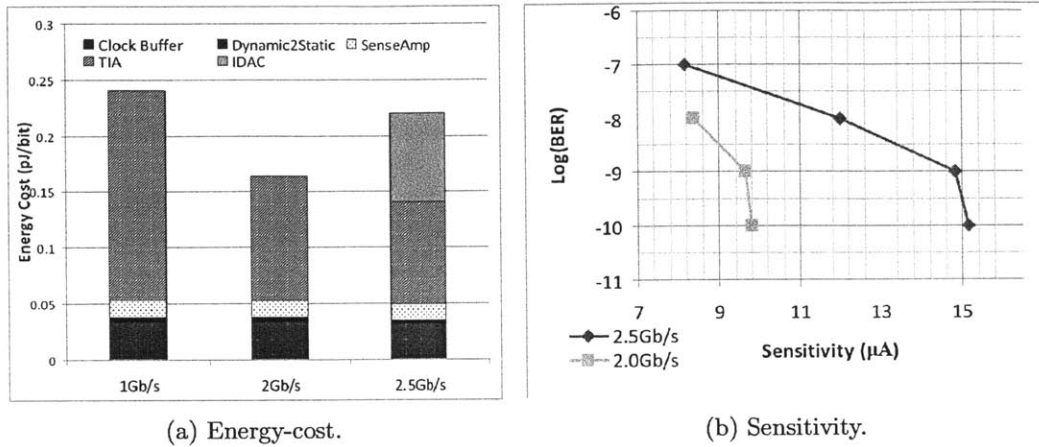 0.3
Clock Buffer Dynamic2Static SenseAmp
TIA IDAC
0.25
0.2
0.15
0.1
0.05
0
Energy Cost (pJ/bit)
1Gb/s 2Gb/s 2.5Gb/s
(a) Energy-cost.
-6
-7
-8
-9
-10
-11
Log(BER)
7 9 11 13 15
2.5Gb/s
2.0Gb/s
Sensitivity (μA)
(b) Sensitivity.